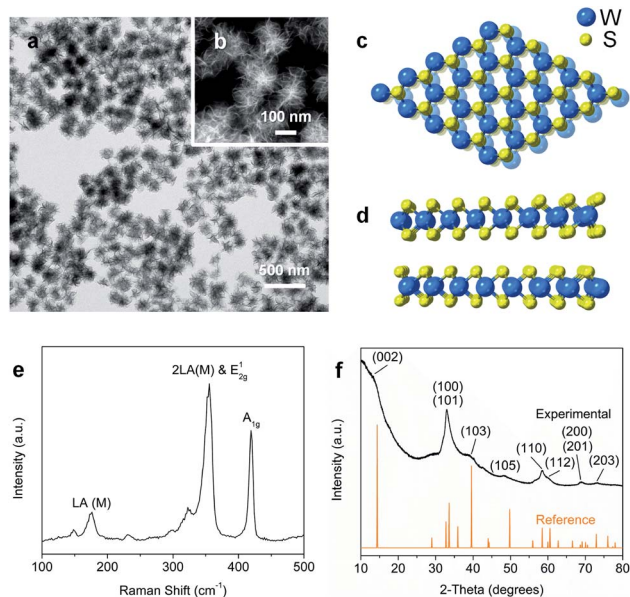 a
b
100 nm
500 nm
c
W
S
d
e
2LA(M) & E¹₂g
A₁g
LA (M)
Intensity (a.u.)
100 200 300 400 500
Raman Shift (cm⁻¹)
f
(002)
(100)
(101)
Experimental
(103)
(200)
(201)
(110)
(105)
(112)
(203)
Reference
Intensity (a.u.)
10 20 30 40 50 60 70 80
2-Theta (degrees)